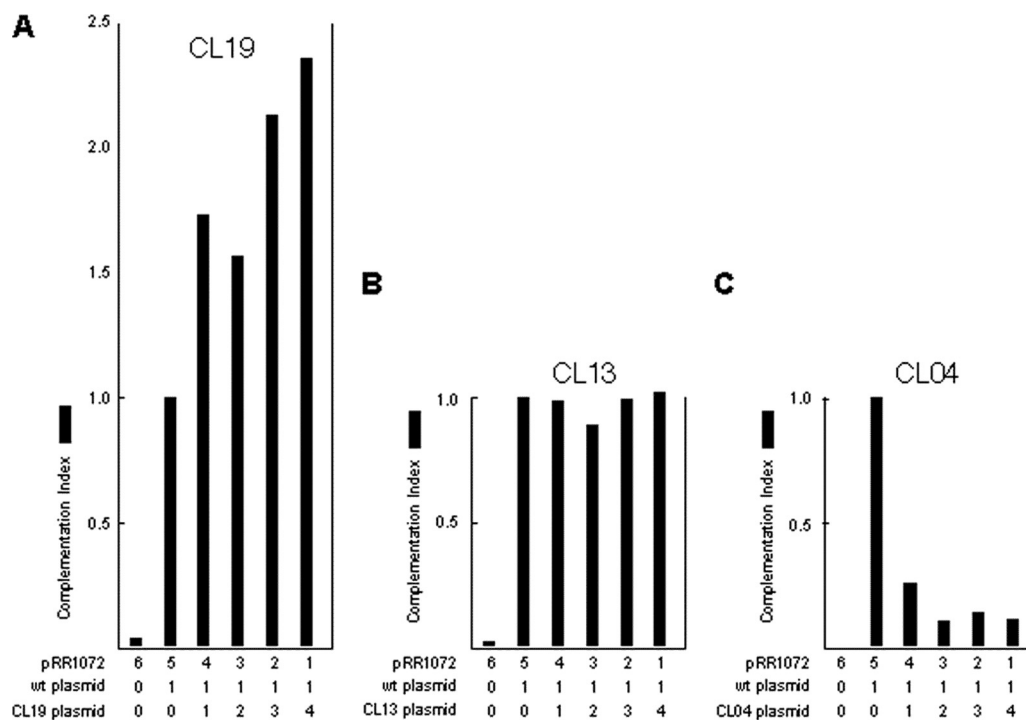 A
CL19
2.5
2.0
1.5
1.0
0.5
Complementation Index
pRR1072 6 5 4 3 2 1
wt plasmid 0 1 1 1 1 1
CL19 plasmid 0 0 1 2 3 4
B
CL13
1.0
0.5
Complementation Index
pRR1072 6 5 4 3 2 1
wt plasmid 0 1 1 1 1 1
CL13 plasmid 0 0 1 2 3 4
C
CL04
1.0
0.5
Complementation Index
pRR1072 6 5 4 3 2 1
wt plasmid 0 1 1 1 1 1
CL04 plasmid 0 0 1 2 3 4